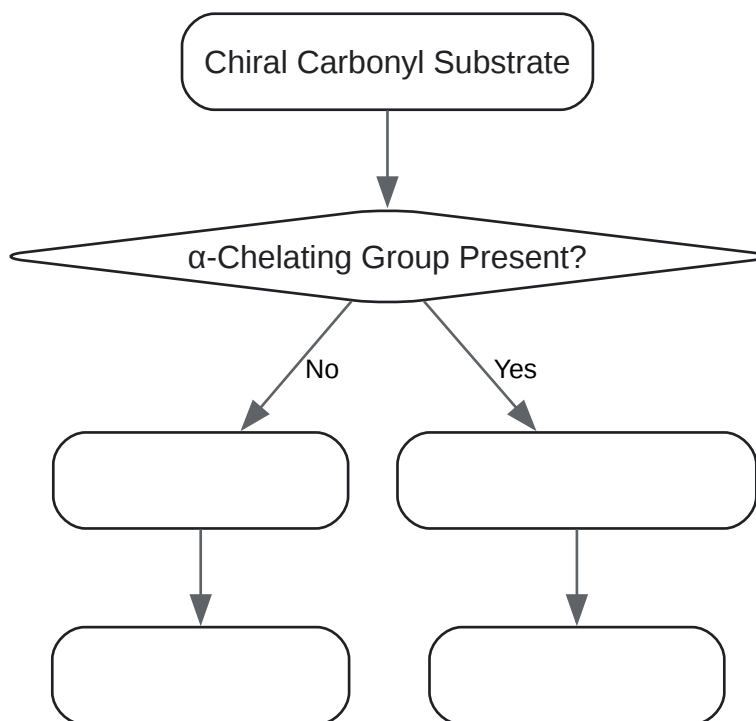 Chiral Carbonyl Substrate
α-Chelating Group Present?
No
Yes